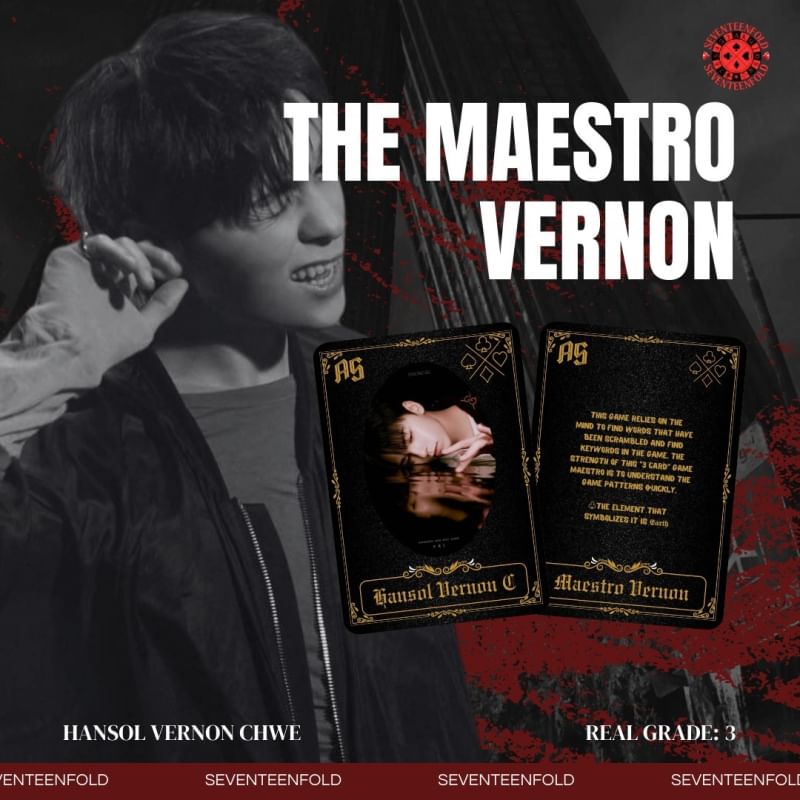 SEVENTEENFOLD
SEVENTEENFOLD
THE MAESTRO
VERNON
AS
Hansol Vernon C
AS
THIS GAME RELIES ON THE
MIND TO FIND WORDS THAT HAVE
BEEN SCRAMBLED AND FIND
KEYWORDS IN THE GAME. THE
STRENGTH OF THIS "3 CARD" GAME
MAESTRO IS TO UNDERSTAND THE
GAME PATTERNS QUICKLY.
♤THE ELEMENT THAT
SYMBOLIZES IT IS Earth
Maestro Vernon
HANSOL VERNON CHWE
REAL GRADE: 3
VENTEENFOLD SEVENTEENFOLD SEVENTEENFOLD SEVENTEENFO